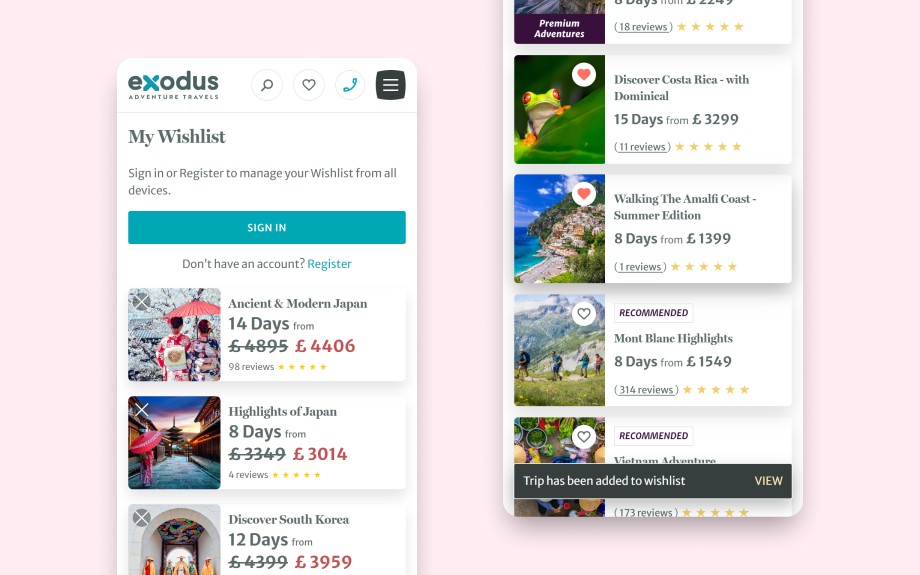 exodus
ADVENTURE TRAVELS
My Wishlist
Sign in or Register to manage your Wishlist from all
devices.
SIGN IN
Don't have an account? Register
Ancient & Modern Japan
14 Days from
£ 4895 £ 4406
98 reviews
Highlights of Japan
8 Days from
£ 3349 £ 3014
4 reviews
Discover South Korea
12 Days from
£ 4399 £ 3959
8 Days from £ 2249
Premium
Adventures
( 18 reviews )
Discover Costa Rica - with
Dominical
15 Days from £ 3299
( 11 reviews )
Walking The Amalfi Coast -
Summer Edition
8 Days from £ 1399
( 1 reviews )
RECOMMENDED
Mont Blanc Highlights
8 Days from £ 1549
( 314 reviews )
RECOMMENDED
Vietnam Adventure
Trip has been added to wishlist VIEW
( 173 reviews )